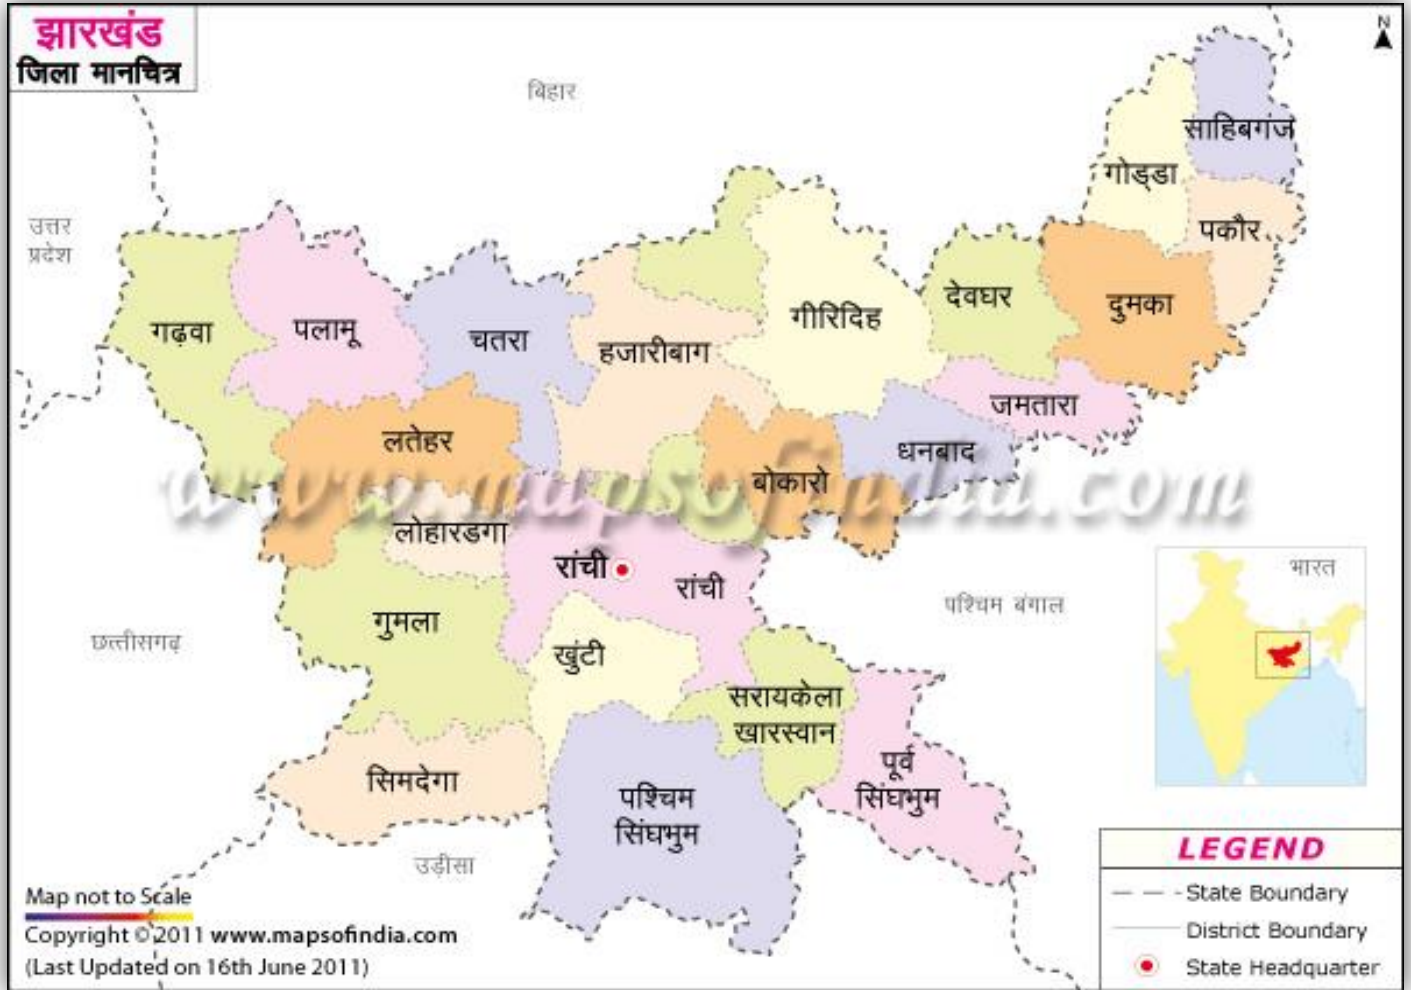 झारखंड
जिला मानचित्र
N
बिहार
साहिबगंज
गोड्डा
उत्तर
प्रदेश
पकौर
देवघर
दुमका
गीरिदिह
गढ़वा
पलामू
चतरा
हजारीबाग
जमतारा
लतेहर
धनबाद
बोकारो
www.mapsofindia.com
लोहारडगा
रांची
रांची
भारत
पश्चिम बंगाल
गुमला
छत्तीसगढ़
खुंटी
सरायकेला
खारस्वान
पूर्व
सिंघभुम
सिमदेगा
पश्चिम
सिंघभुम
उड़ीसा
LEGEND
State Boundary
District Boundary
State Headquarter
Map not to Scale
Copyright © 2011 www.mapsofindia.com
(Last Updated on 16th June 2011)